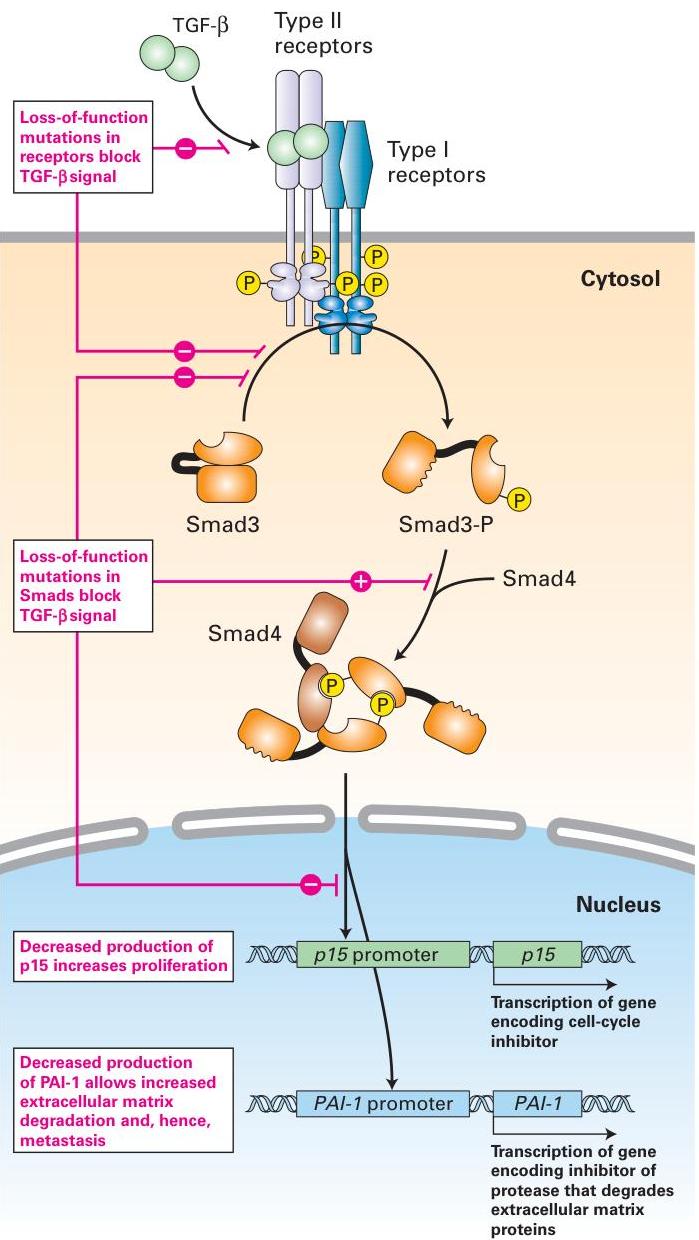 TGF-β
Type II
receptors
Loss-of-function
mutations in
receptors block
TGF-βsignal
−
Type I
receptors
P
P
P
P
P
Cytosol
−
−
Smad3
Smad3-P
P
Loss-of-function
mutations in
Smads block
TGF-βsignal
+
Smad4
Smad4
P
P
−
Nucleus
Decreased production of
p15 increases proliferation
p15 promoter
p15
Transcription of gene
encoding cell-cycle
inhibitor
Decreased production
of PAI-1 allows increased
extracellular matrix
degradation and, hence,
metastasis
PAI-1 promoter
PAI-1
Transcription of gene
encoding inhibitor of
protease that degrades
extracellular matrix
proteins